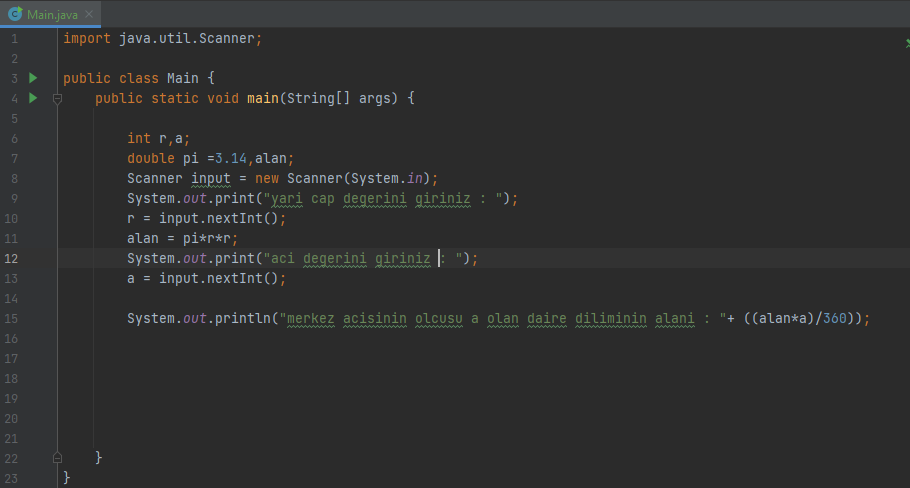 Main.java
1 import java.util.Scanner;
2
3 public class Main {
4 public static void main(String[] args) {
5
6 int r,a;
7 double pi =3.14,alan;
8 Scanner input = new Scanner(System.in);
9 System.out.print("yari cap degerini giriniz : ");
10 r = input.nextInt();
11 alan = pi*r*r;
12 System.out.print("aci degerini giriniz : ");
13 a = input.nextInt();
14
15 System.out.println("merkez acisinin olcusu a olan daire diliminin alani : "+ ((alan*a)/360));
16
17
18
19
20
21
22 }
23 }